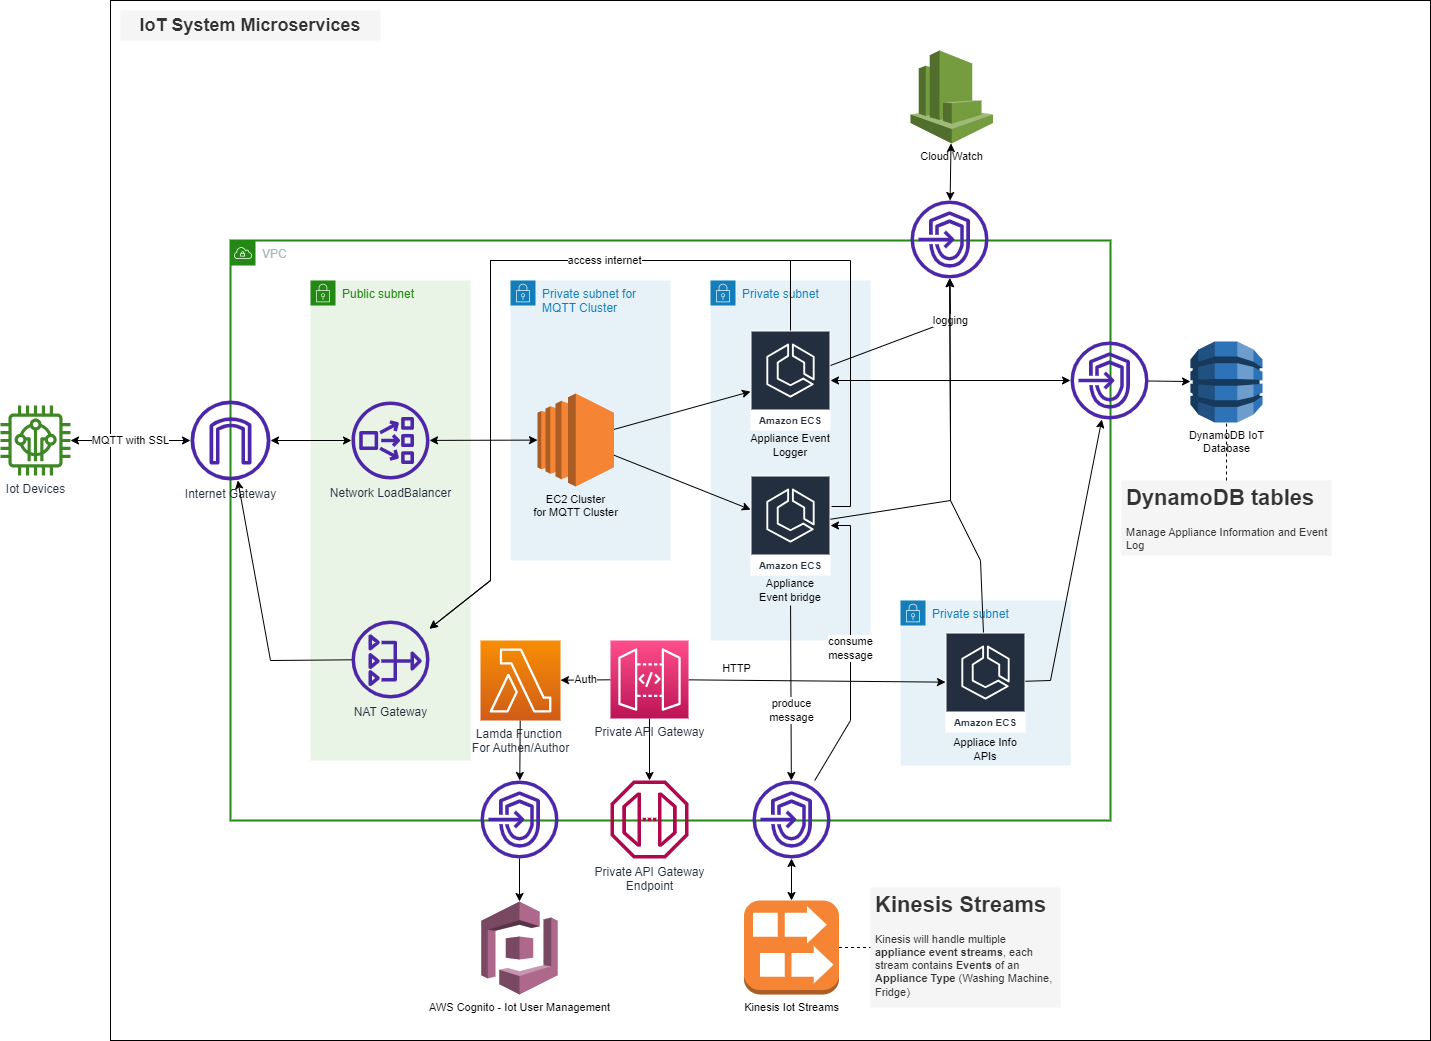 IoT System Microservices
Cloud Watch
VPC
access internet
Public subnet
Private subnet for
MQTT Cluster
Private subnet
logging
Amazon ECS
Appliance Event
Logger
MQTT with SSL
Iot Devices
Internet Gateway
Network LoadBalancer
EC2 Cluster
for MQTT Cluster
DynamoDB IoT
Database
DynamoDB tables
Manage Appliance Information and Event
Log
Amazon ECS
Appliance
Event bridge
Private subnet
consume
message
HTTP
Auth
NAT Gateway
Lamda Function
For Authen/Author
Private API Gateway
produce
message
Amazon ECS
Appliace Info
APIs
Private API Gateway
Endpoint
Kinesis Streams
Kinesis will handle multiple
appliance event streams, each
stream contains Events of an
Appliance Type (Washing Machine,
Fridge)
AWS Cognito - Iot User Management
Kinesis Iot Streams